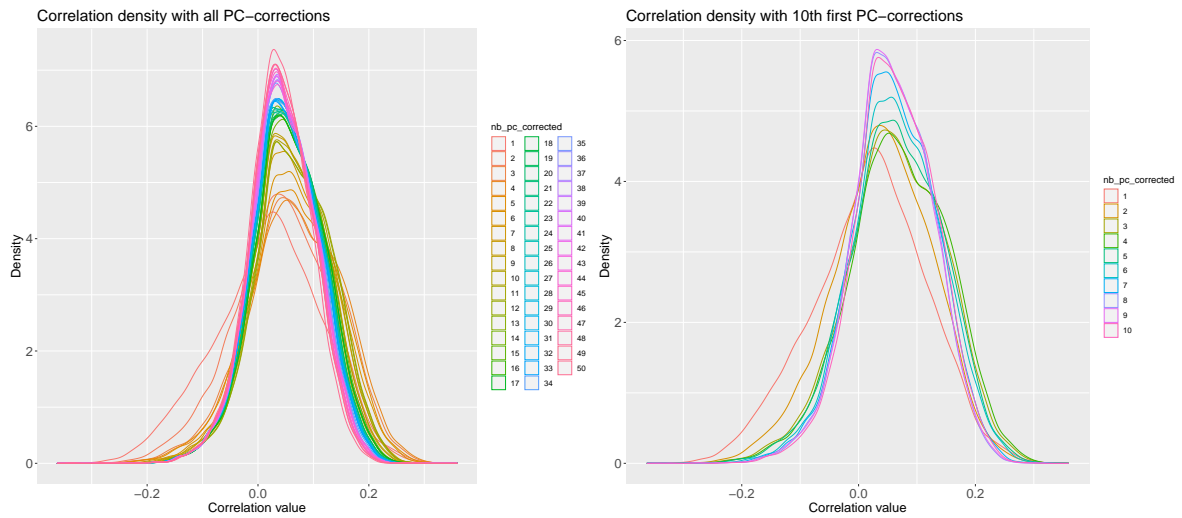 Correlation density with all PC−corrections
6
4
2
0
−0.2
0.0
0.2
Density
Correlation value
nb_pc_corrected
1 18 35
2 19 36
3 20 37
4 21 38
5 22 39
6 23 40
7 24 41
8 25 42
9 26 43
10 27 44
11 28 45
12 29 46
13 30 47
14 31 48
15 32 49
16 33 50
17 34
Correlation density with 10th first PC−corrections
6
4
2
0
−0.2
0.0
0.2
Density
Correlation value
nb_pc_corrected
1
2
3
4
5
6
7
8
9
10